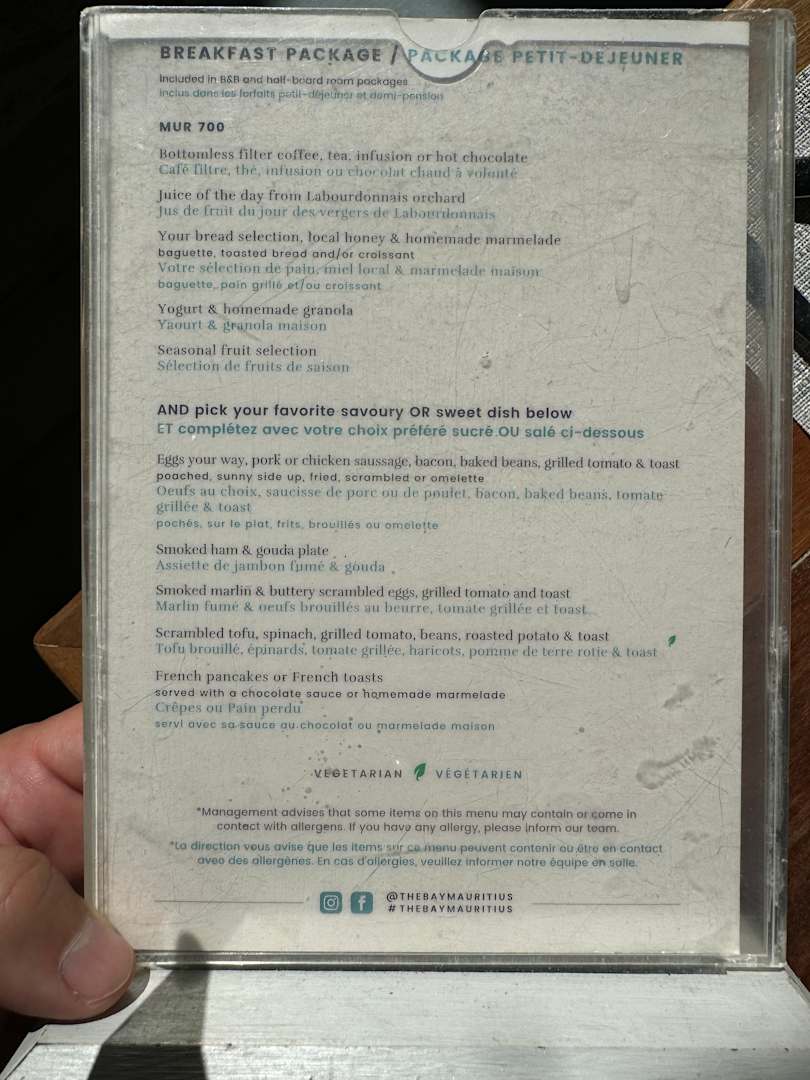 BREAKFAST PACKAGE / PACKAGE PETIT-DEJEUNER
Included in B&B and half-board room packages
Inclus dans les forfaits petit-déjeuner et demi-pension
MUR 700
Bottomless filter coffee, tea, infusion or hot chocolate
Café filtre, thé, infusion ou chocolat chaud à volonté
Juice of the day from Labourdonnais orchard
Jus de fruit du jour des vergers de Labourdonnais
Your bread selection, local honey & homemade marmelade
baguette, toasted bread and/or croissant
Votre sélection de pain, miel local & marmelade maison
baguette, pain grillé et/ou croissant
Yogurt & homemade granola
Yaourt & granola maison
Seasonal fruit selection
Sélection de fruits de saison
AND pick your favorite savoury OR sweet dish below
ET complétez avec votre choix préféré sucré OU salé ci-dessous
Eggs your way, pork or chicken saussage, bacon, baked beans, grilled tomato & toast
poached, sunny side up, fried, scrambled or omelette
Oeufs au choix, saucisse de porc ou de poulet, bacon, baked beans, tomate
grillée & toast
pochés, sur le plat, frits, brouillés ou omelette
Smoked ham & gouda plate
Assiette de jambon fumé & gouda
Smoked marlin & buttery scrambled eggs, grilled tomato and toast
Marlin fumé & oeufs brouillés au beurre, tomate grillée et toast
Scrambled tofu, spinach, grilled tomato, beans, roasted potato & toast
Tofu brouillé, épinards, tomate grillée, haricots, pomme de terre rotie & toast
French pancakes or French toasts
served with a chocolate sauce or homemade marmelade
Crêpes ou Pain perdu
servi avec sa sauce au chocolat ou marmelade maison
VEGETARIAN VÉGÉTARIEN
*Management advises that some items on this menu may contain or come in
contact with allergens. If you have any allergy, please inform our team.
*La direction vous avise que les items sur ce menu peuvent contenir ou être en contact
avec des allergènes. En cas d'allergies, veuillez informer notre équipe en salle.
@THEBAYMAURITIUS
#THEBAYMAURITIUS